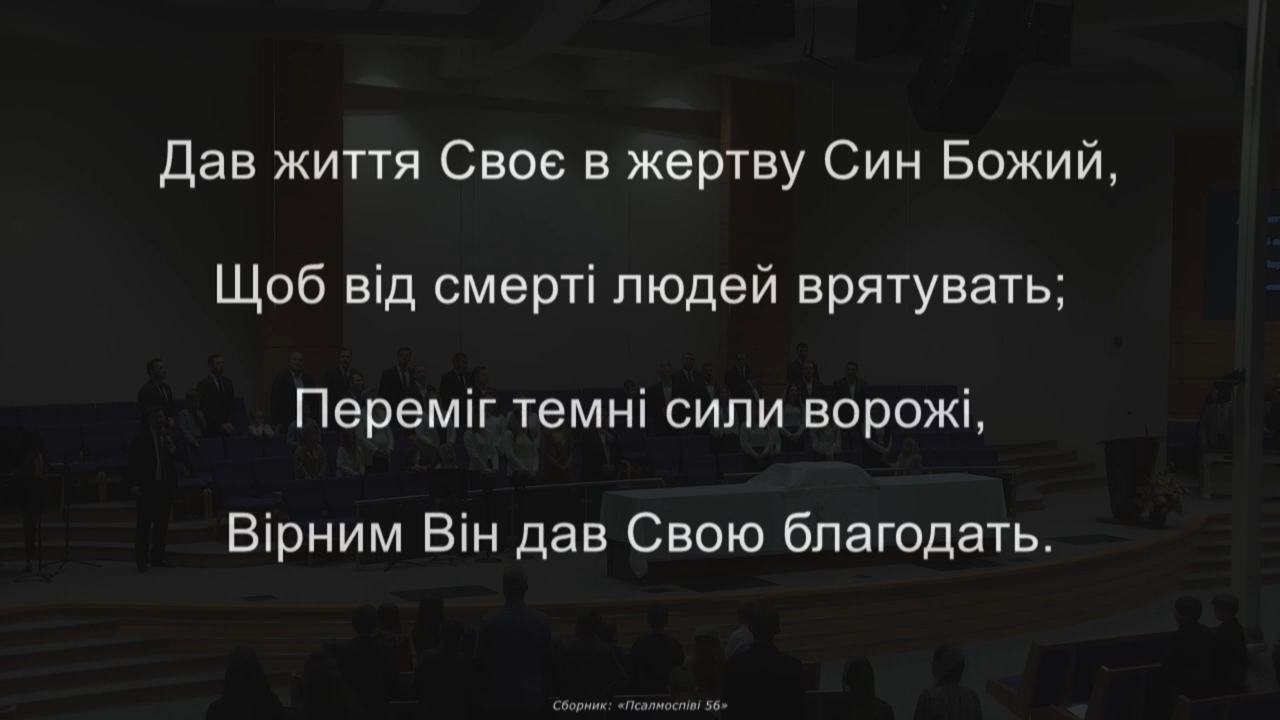 Дав життя Своє в жертву Син Божий,
Щоб від смерті людей врятувать;
Переміг темні сили ворожі,
Вірним Він дав Свою благодать.
Сборник: «Псалмоспіві 56»